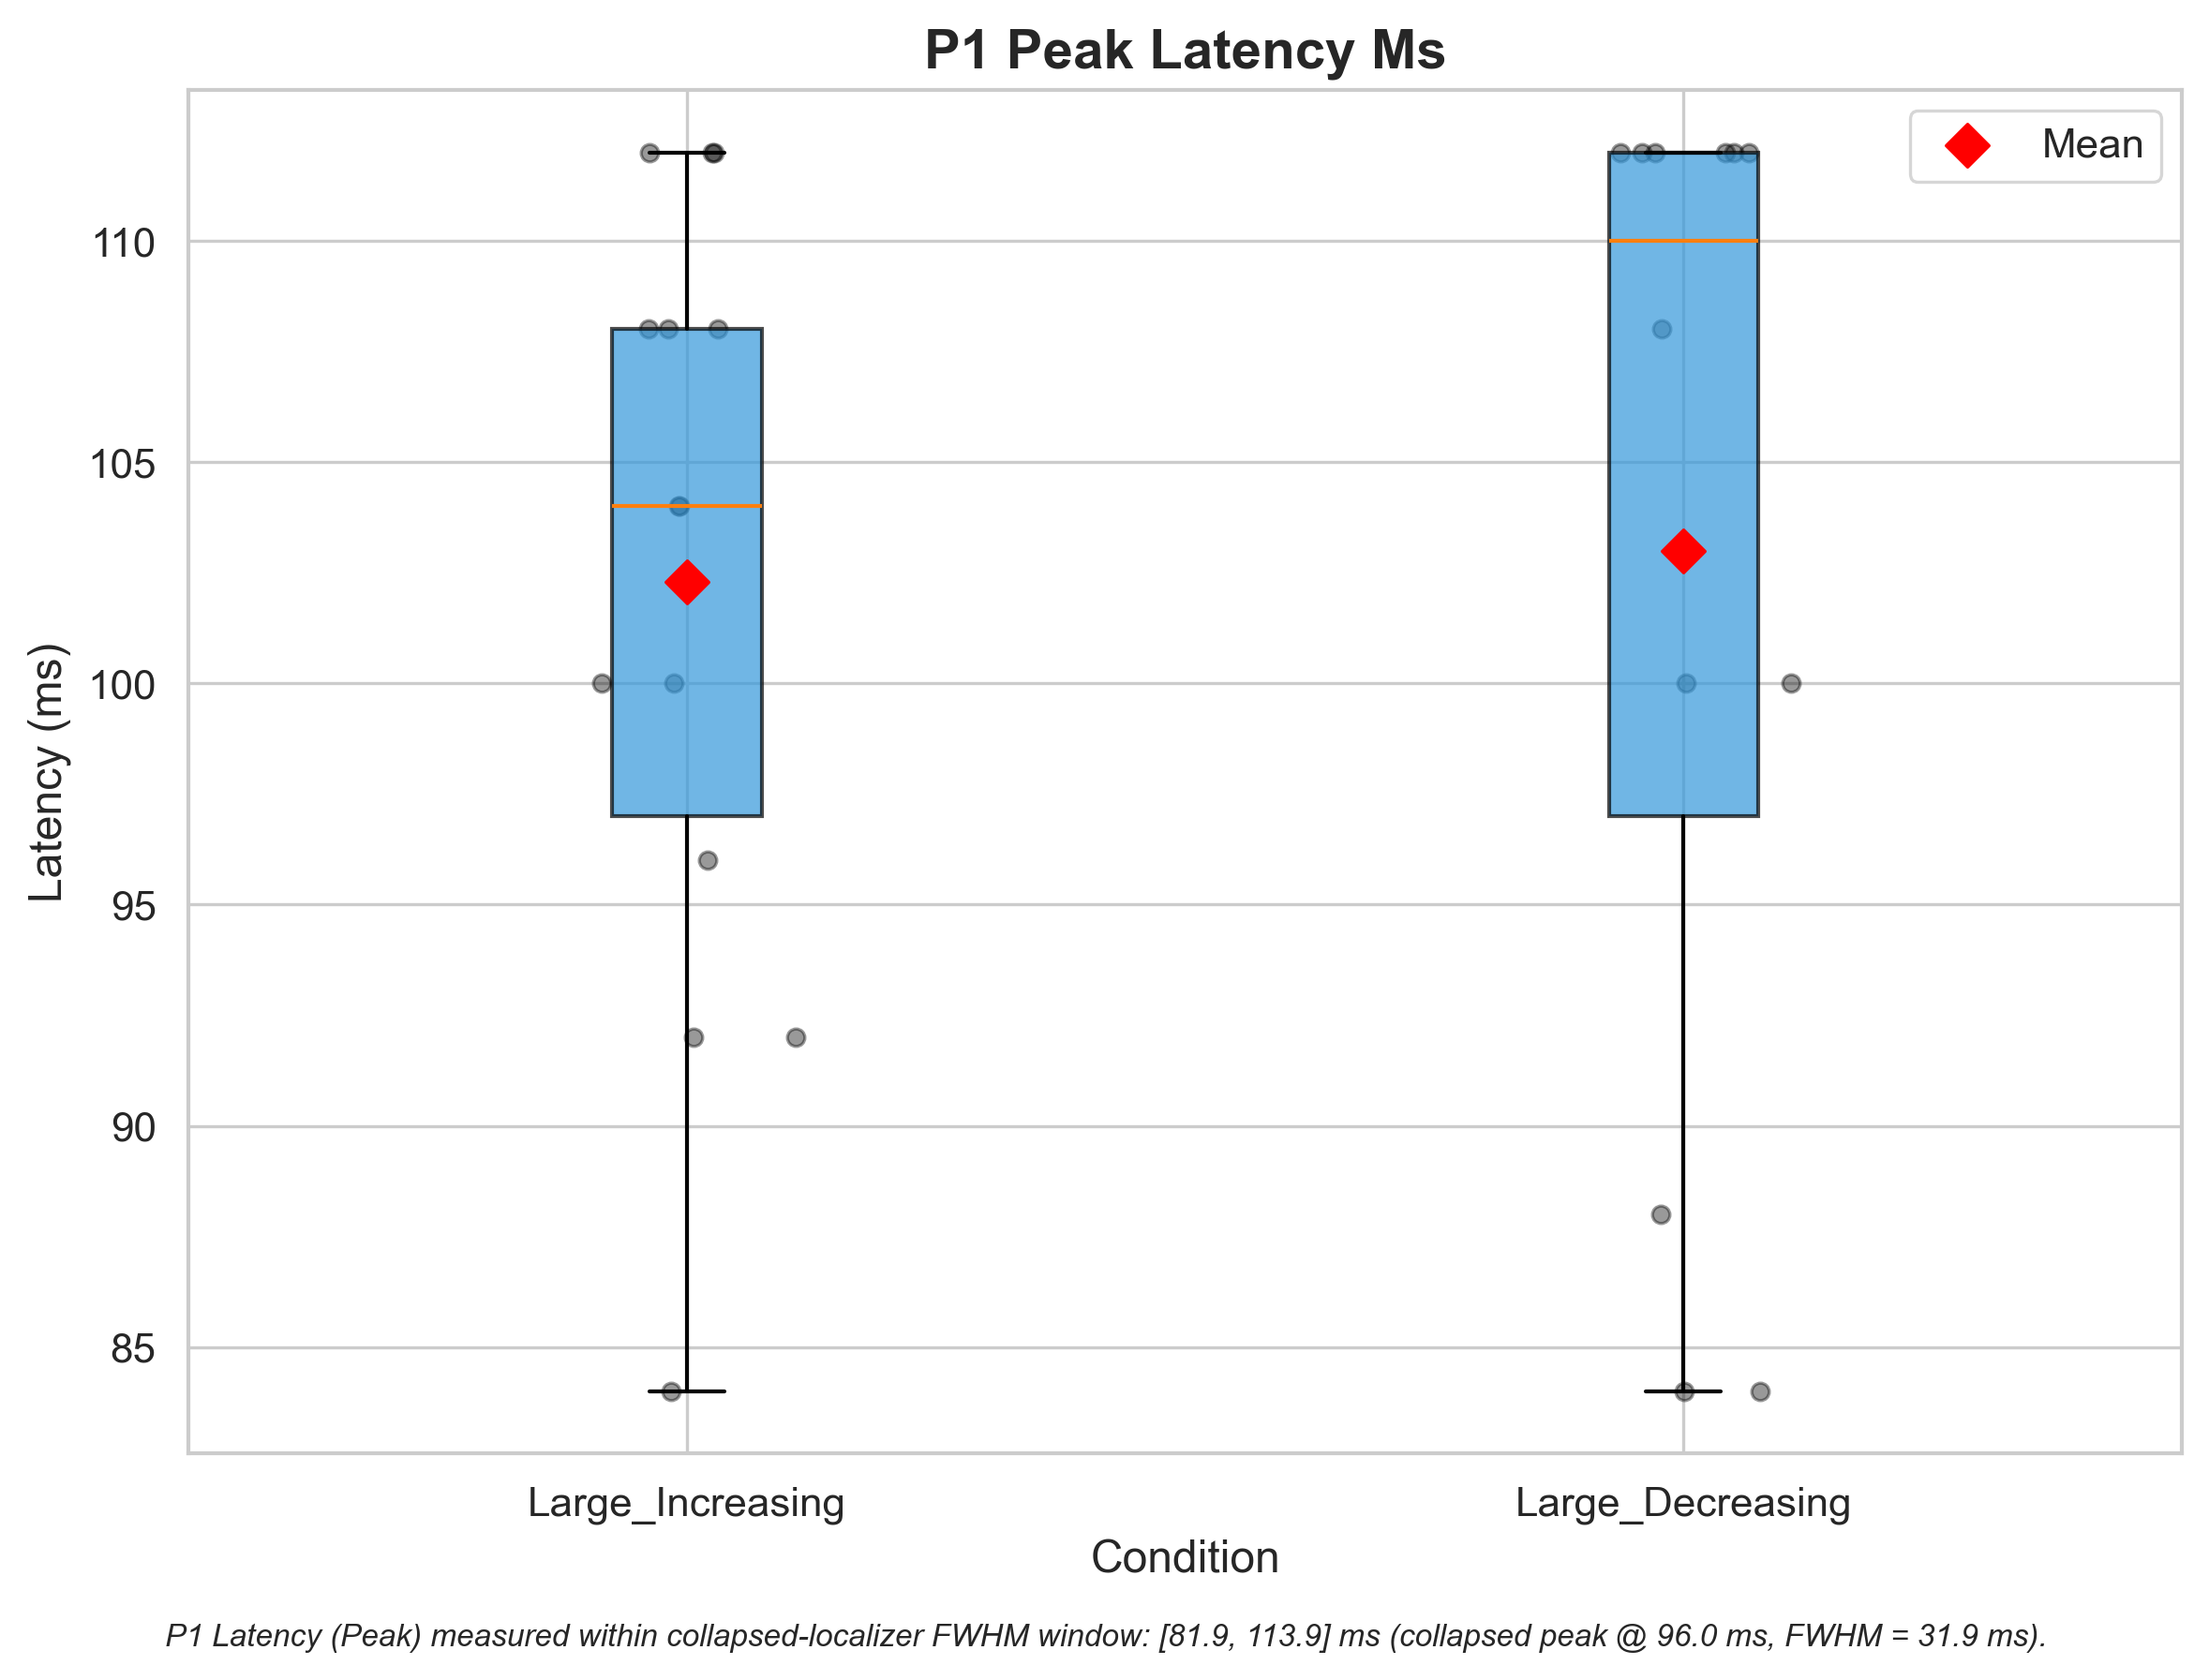 P1 Peak Latency Ms
Mean
110
105
100
95
90
85
Latency (ms)
Large_Increasing
Large_Decreasing
Condition
P1 Latency (Peak) measured within collapsed-localizer FWHM window: [81.9, 113.9] ms (collapsed peak @ 96.0 ms, FWHM = 31.9 ms).